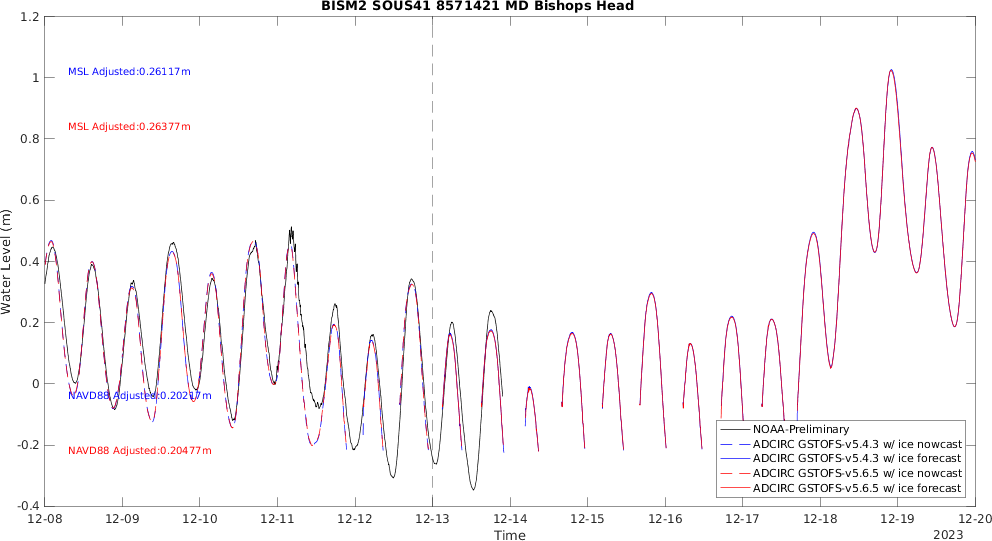 BISM2 SOUS41 8571421 MD Bishops Head
1.2
1
0.8
0.6
0.4
0.2
0
-0.2
-0.4
Water Level (m)
MSL Adjusted:0.26117m
MSL Adjusted:0.26377m
NAVD88 Adjusted:0.20217m
NAVD88 Adjusted:0.20477m
NOAA-Preliminary
ADCIRC GSTOFS-v5.4.3 w/ ice nowcast
ADCIRC GSTOFS-v5.4.3 w/ ice forecast
ADCIRC GSTOFS-v5.6.5 w/ ice nowcast
ADCIRC GSTOFS-v5.6.5 w/ ice forecast
12-08 12-09 12-10 12-11 12-12 12-13 12-14 12-15 12-16 12-17 12-18 12-19 12-20
Time
2023